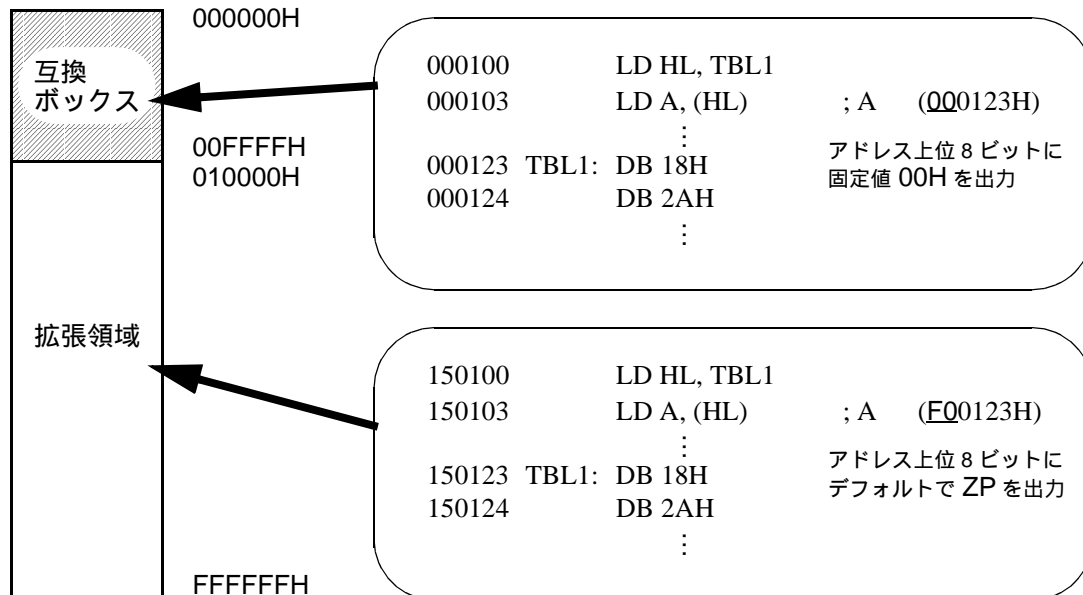 000000H
互換
ボックス
00FFFFH
010000H
拡張領域
FFFFFFH
000100 LD HL, TBL1
000103 LD A, (HL) ; A (000123H)
⋮
000123 TBL1: DB 18H
000124 DB 2AH
⋮
アドレス上位 8 ビットに
固定値 00H を出力
150100 LD HL, TBL1
150103 LD A, (HL) ; A (F00123H)
⋮
150123 TBL1: DB 18H
150124 DB 2AH
⋮
アドレス上位 8 ビットに
デフォルトで ZP を出力